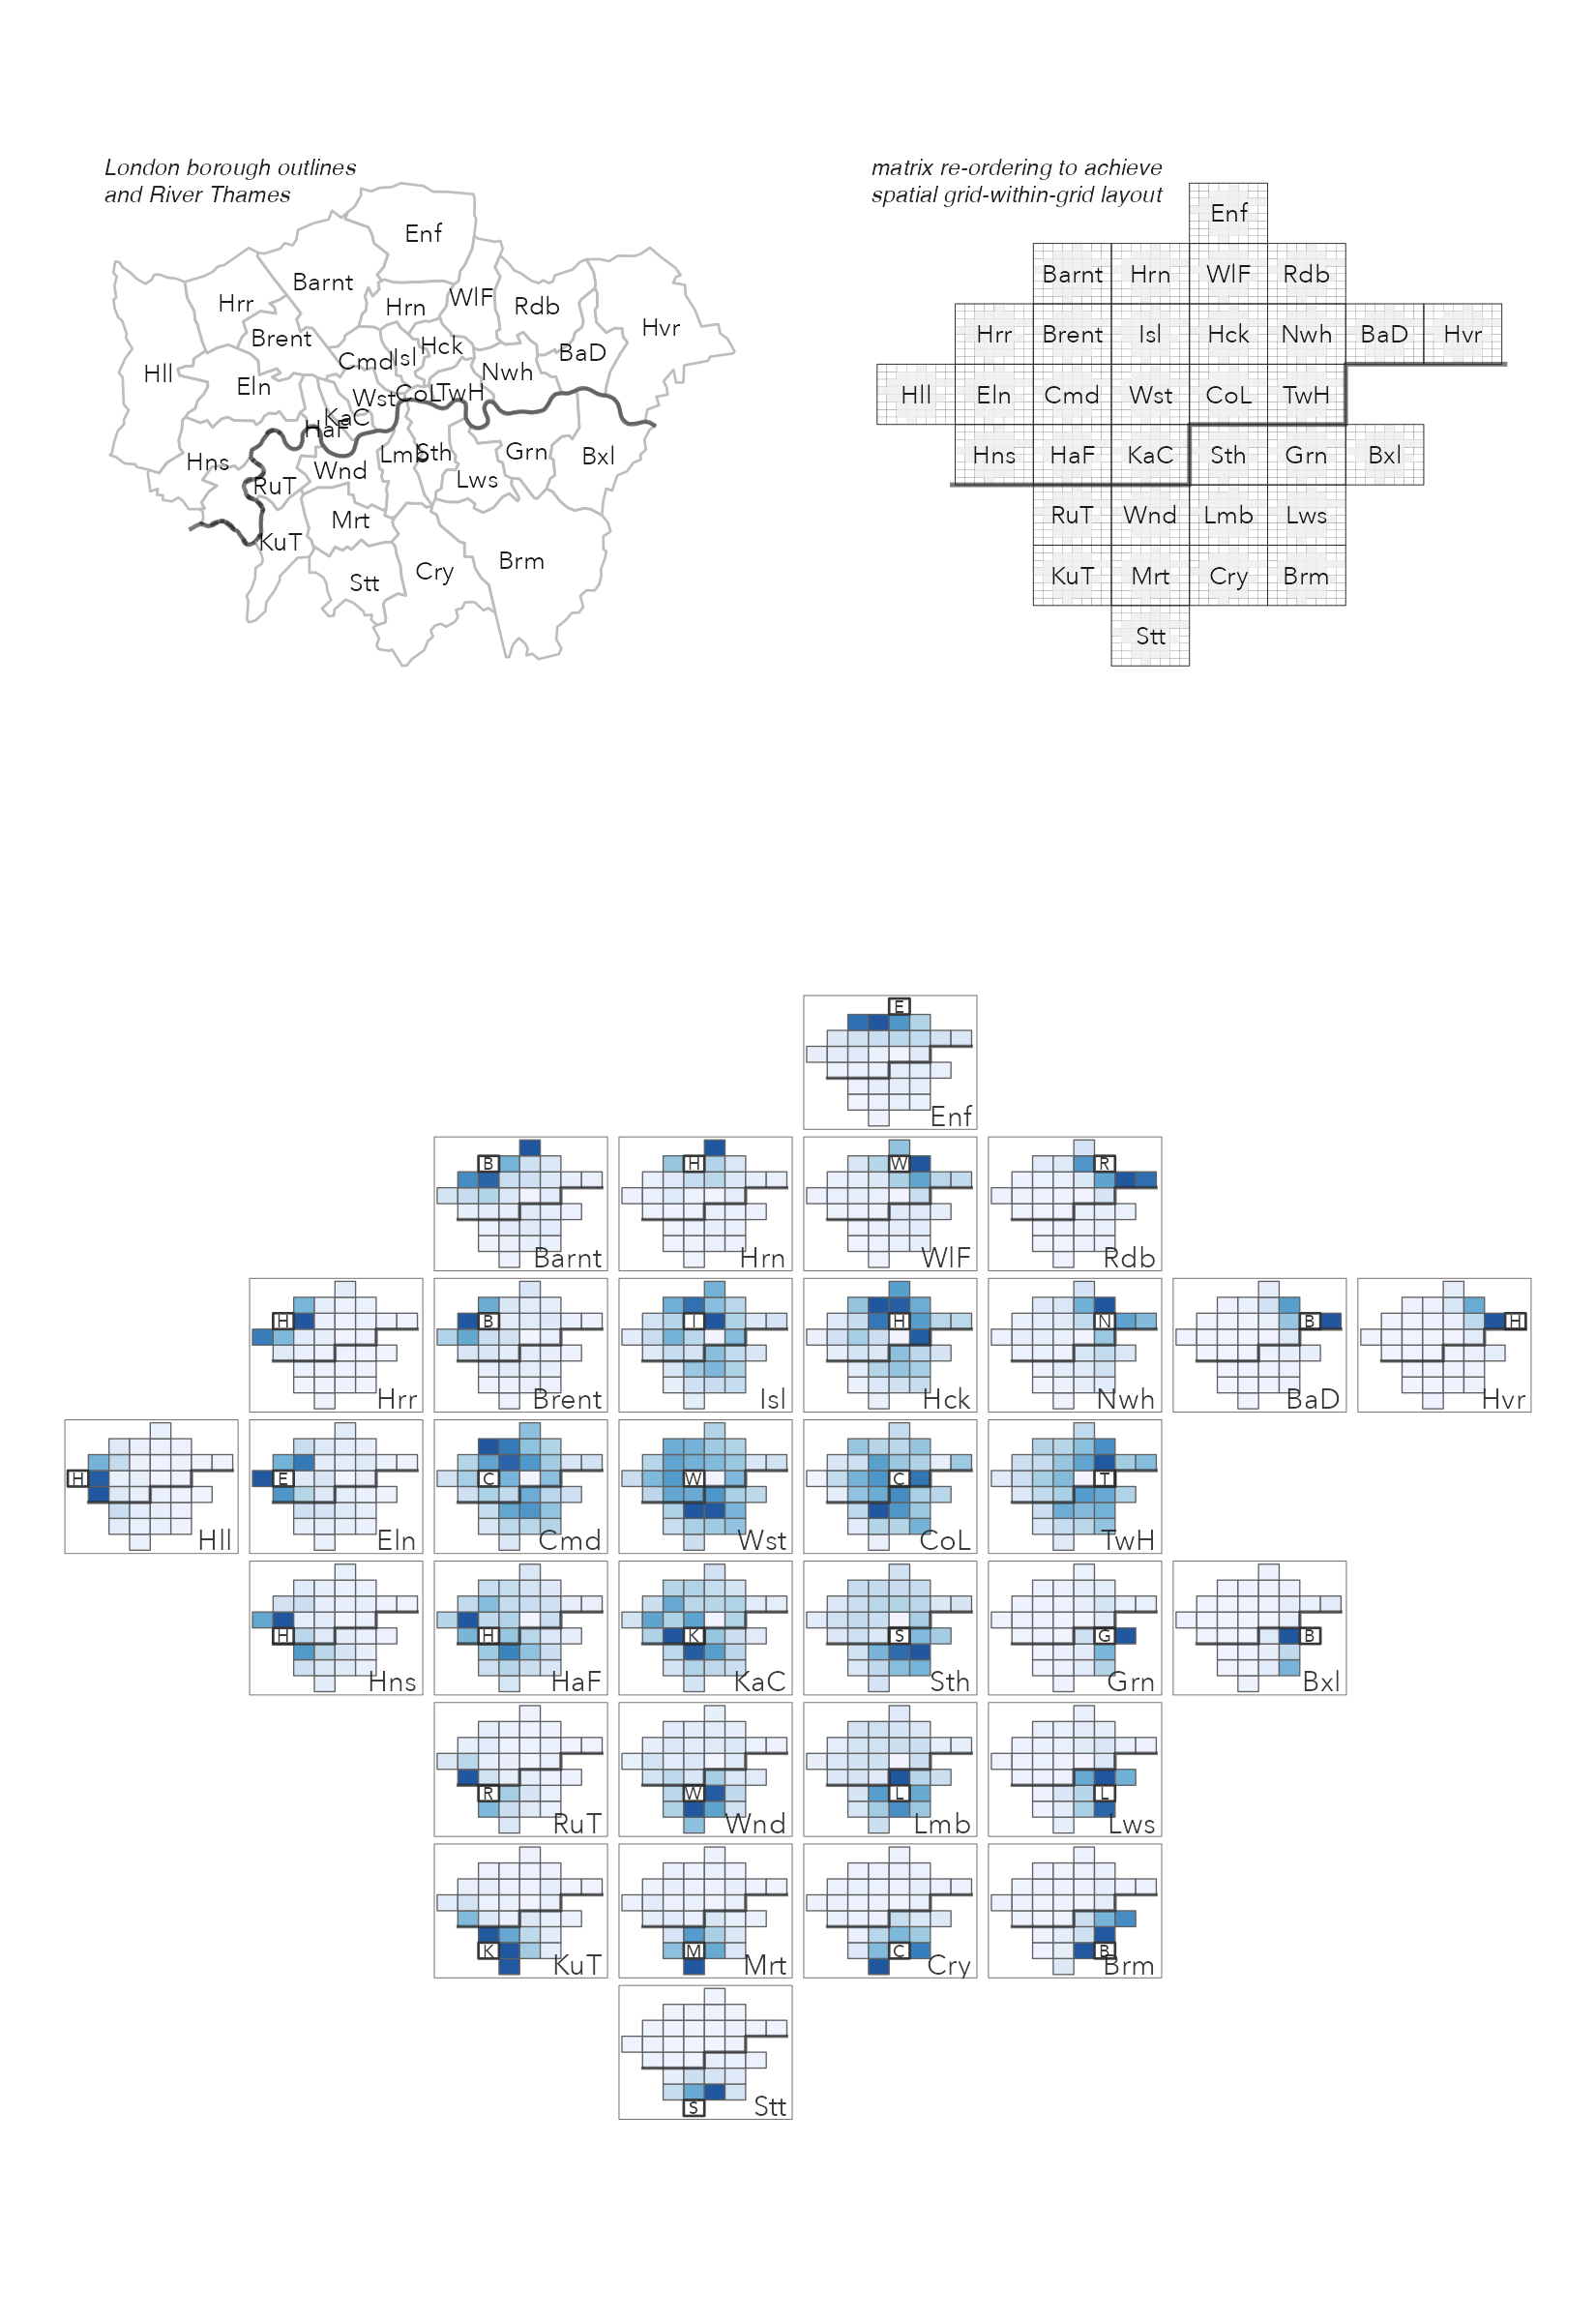 London borough outlines
and River Thames
matrix re-ordering to achieve
spatial grid-within-grid layout
Enf
Barnt
Hrr
Hrn
WlF
Rdb
Hvr
Brent
Cmd
Isl
Hck
BaD
Hll
Eln
Nwh
Wst
CoL
TwH
KaC
HaF
Hns
Wnd
Lmb
Sth
Grn
Bxl
RuT
Lws
Mrt
KuT
Stt
Cry
Brm
Enf
Barnt Hrn WlF Rdb
Hrr Brent Isl Hck Nwh BaD Hvr
Hll Eln Cmd Wst CoL TwH
Hns HaF KaC Sth Grn Bxl
RuT Wnd Lmb Lws
KuT Mrt Cry Brm
Stt
E
Enf
B H W R
Barnt Hrn WlF Rdb
H B I H N B H
Hrr Brent Isl Hck Nwh BaD Hvr
H E C W C T
Hll Eln Cmd Wst CoL TwH
H H K S G B
Hns HaF KaC Sth Grn Bxl
R W L L
RuT Wnd Lmb Lws
K M C B
KuT Mrt Cry Brm
S
Stt